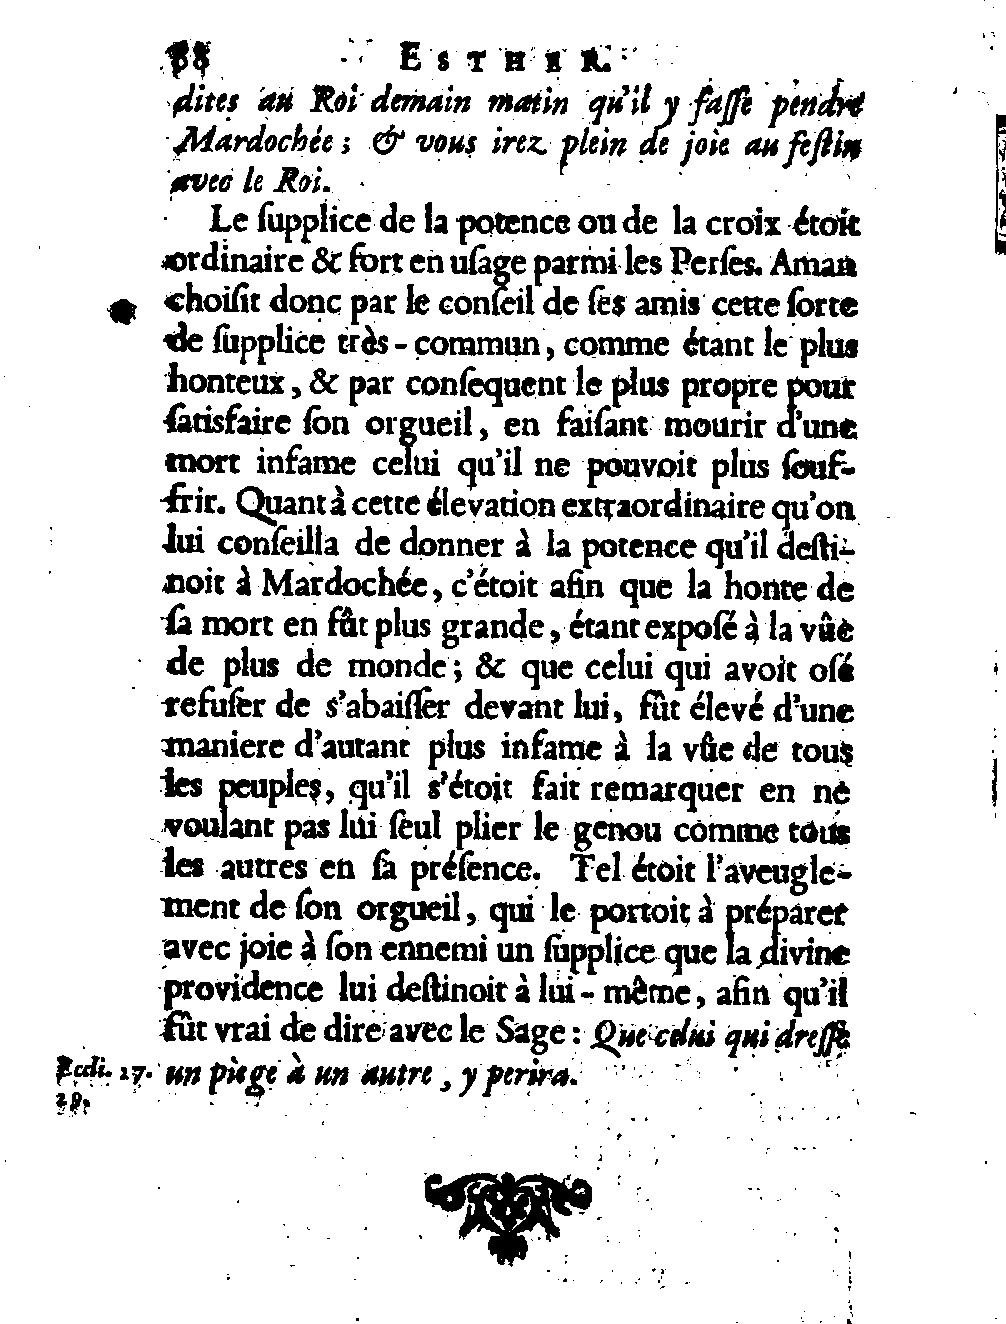 88 ESTHER.
dites au Roi demain matin qu'il y faſſe pendre
Mardochée; & vous irez plein de joie au feſtin
avec le Roi.
Le ſupplice de la potence ou de la croix étoit
ordinaire & fort en uſage parmi les Perſes. Aman
choiſit donc par le conſeil de ſes amis cette ſorte
de ſupplice très-commun, comme étant le plus
honteux, & par conſequent le plus propre pour
ſatisfaire ſon orgueil, en faiſant mourir d'une
mort infame celui qu'il ne pouvoit plus ſouf-
frir. Quant à cette élevation extraordinaire qu'on
lui conſeilla de donner à la potence qu'il deſti-
noit à Mardochée, c'étoit afin que la honte de
ſa mort en fût plus grande, étant expoſé à la vûe
de plus de monde; & que celui qui avoit oſé
refuſer de s'abaiſſer devant lui, fût élevé d'une
maniere d'autant plus infame à la vûe de tous
les peuples, qu'il s'étoit fait remarquer en ne
voulant pas lui ſeul plier le genou comme tous
les autres en ſa préſence. Tel étoit l'aveugle-
ment de ſon orgueil, qui le portoit à préparer
avec joie à ſon ennemi un ſupplice que la divine
providence lui deſtinoit à lui-même, afin qu'il
fût vrai de dire avec le Sage: Que celui qui dreſſe
Eccli. 17. un piege à un autre, y perira.